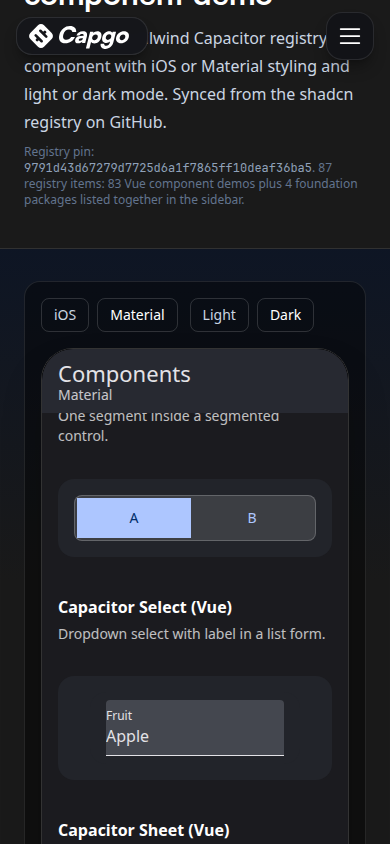 component demo
Capgo
lwind Capacitor registry
component with iOS or Material styling and
light or dark mode. Synced from the shadcn
registry on GitHub.
Registry pin:
9791d43d67279d7725d6a1f7865ff10deaf36ba5. 87
registry items: 83 Vue component demos plus 4 foundation
packages listed together in the sidebar.
iOS
Material
Light
Dark
Components
Material
One segment inside a segmented
control.
A
B
Capacitor Select (Vue)
Dropdown select with label in a list form.
Fruit
Apple
Capacitor Sheet (Vue)